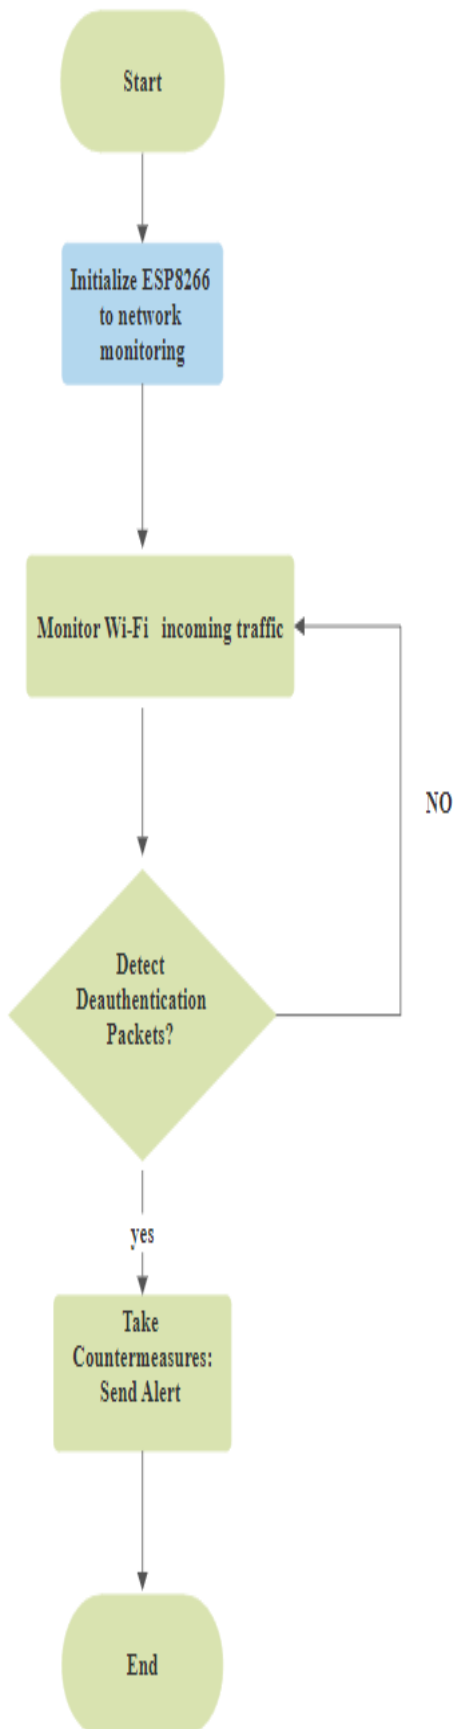 Start
Initialize ESP8266
to network
monitoring
Monitor Wi-Fi incoming traffic
NO
Detect
Deauthentication
Packets?
yes
Take
Countermeasures:
Send Alert
End